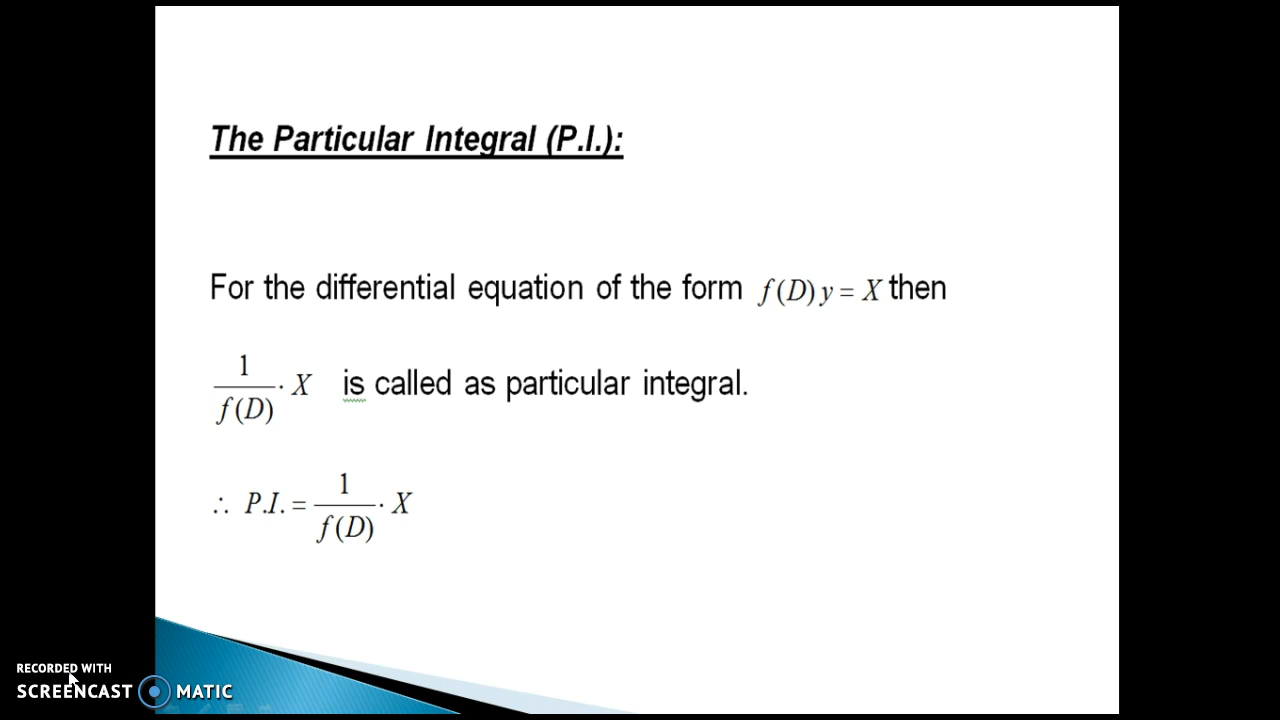 The Particular Integral (P.I.):
For the differential equation of the form f(D) y = X then
1/f(D) · X is called as particular integral.
∴ P.I. = 1/f(D) · X
RECORDED WITH
SCREENCAST MATIC